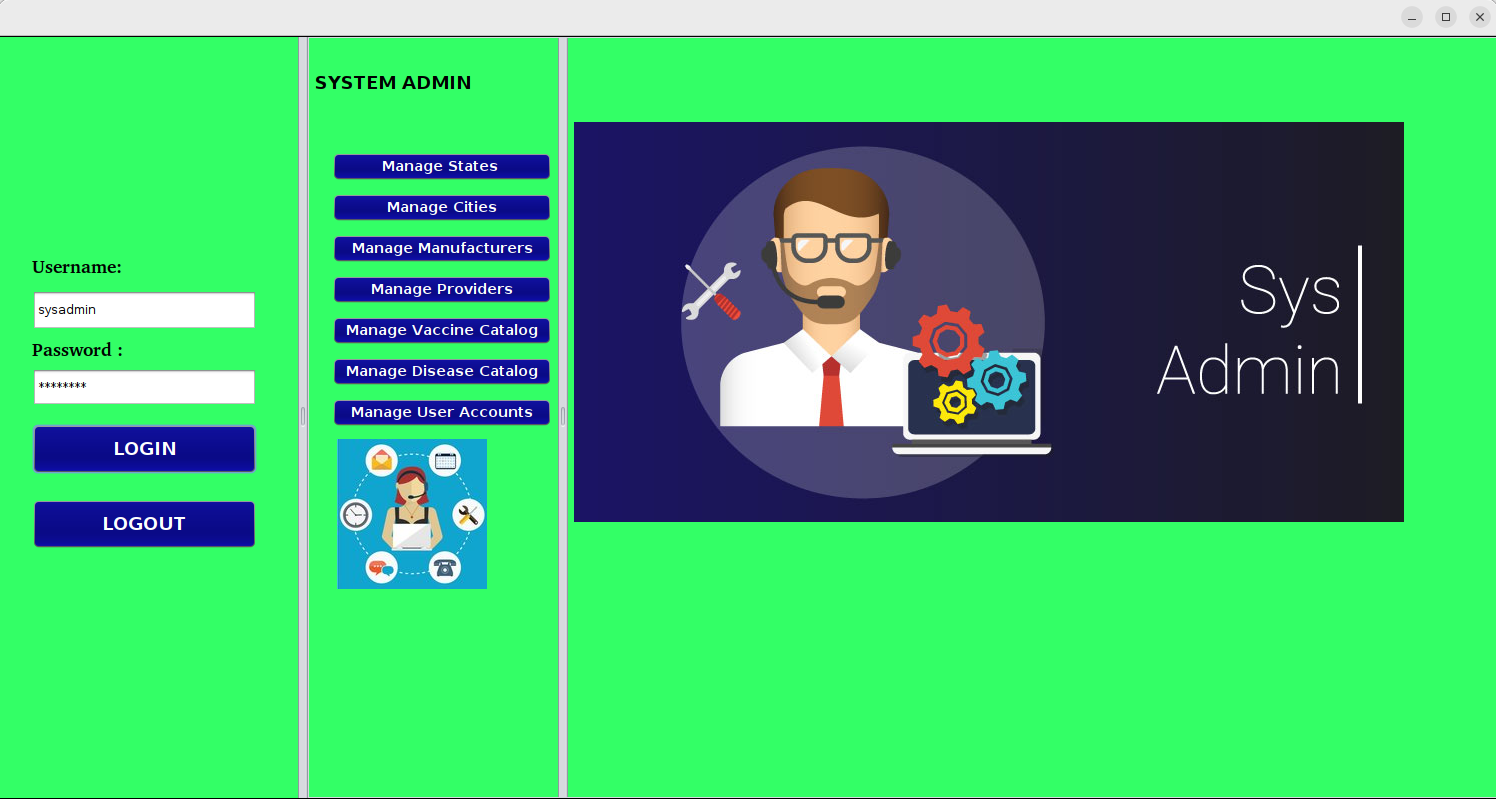 Username:
sysadmin
Password :
********
LOGIN
LOGOUT
SYSTEM ADMIN
Manage States
Manage Cities
Manage Manufacturers
Manage Providers
Manage Vaccine Catalog
Manage Disease Catalog
Manage User Accounts
Sys
Admin